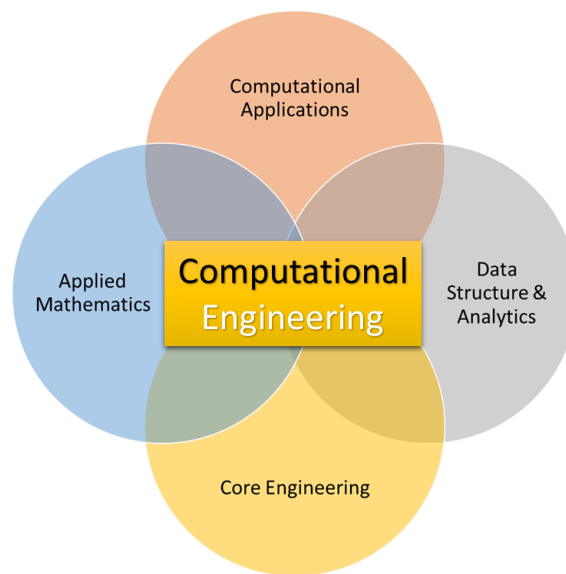 Computational
Applications
Applied
Mathematics
Computational
Engineering
Data
Structure &
Analytics
Core Engineering